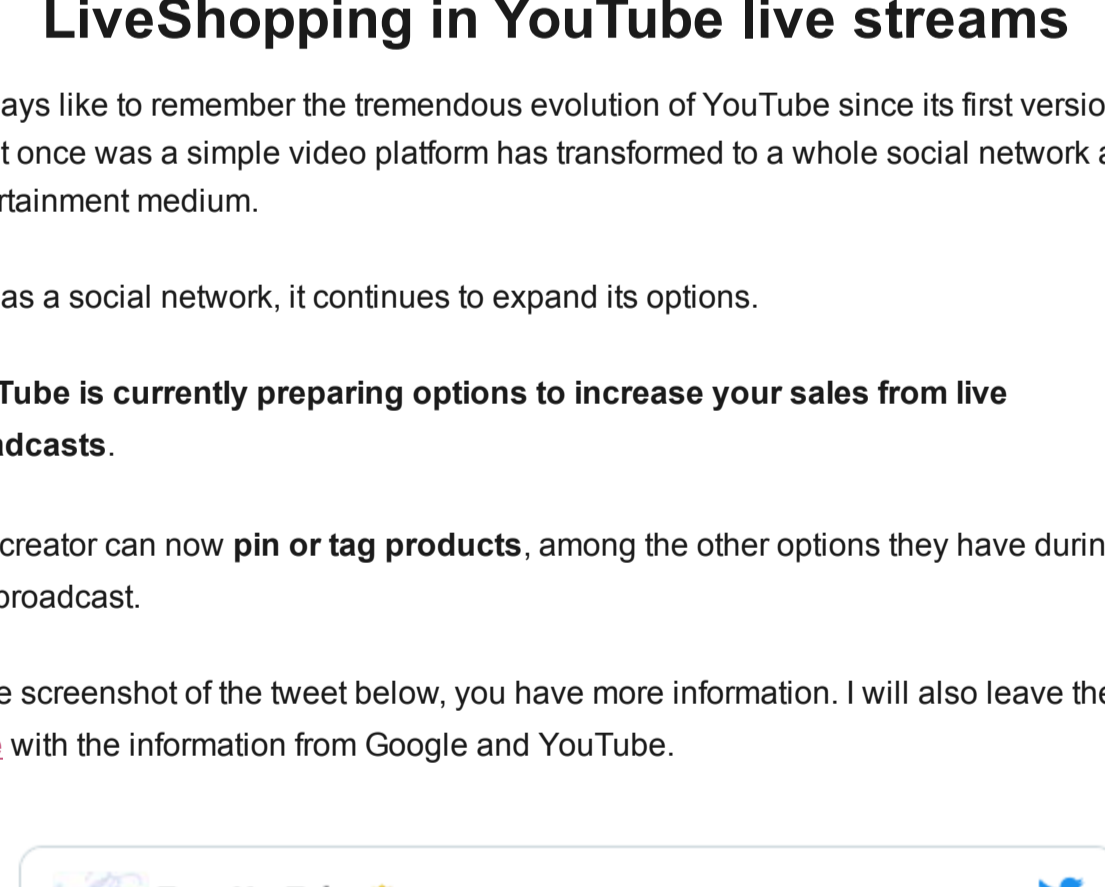 LiveShopping in YouTube live streams
ays like to remember the tremendous evolution of YouTube since its first versio
t once was a simple video platform has transformed to a whole social network a
rtainment medium.
as a social network, it continues to expand its options.
Tube is currently preparing options to increase your sales from live
adcasts.
creator can now pin or tag products, among the other options they have durin
broadcast.
e screenshot of the tweet below, you have more information. I will also leave the
with the information from Google and YouTube.